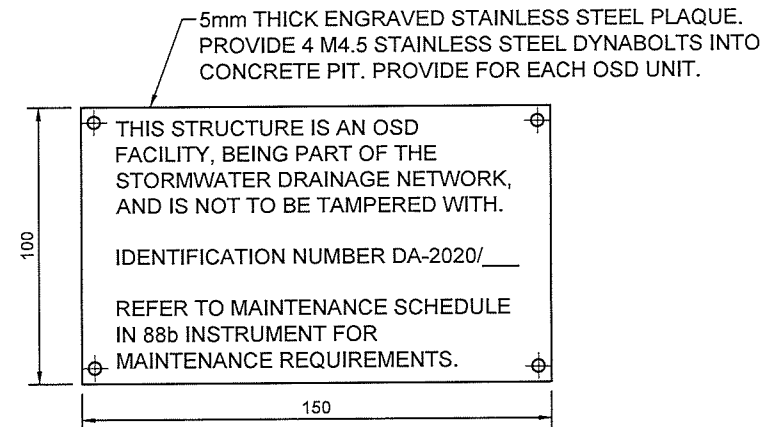 5mm THICK ENGRAVED STAINLESS STEEL PLAQUE.
PROVIDE 4 M4.5 STAINLESS STEEL DYNABOLTS INTO
CONCRETE PIT. PROVIDE FOR EACH OSD UNIT.
THIS STRUCTURE IS AN OSD
FACILITY, BEING PART OF THE
STORMWATER DRAINAGE NETWORK,
AND IS NOT TO BE TAMPERED WITH.
IDENTIFICATION NUMBER DA-2020/___
REFER TO MAINTENANCE SCHEDULE
IN 88b INSTRUMENT FOR
MAINTENANCE REQUIREMENTS.
100
150